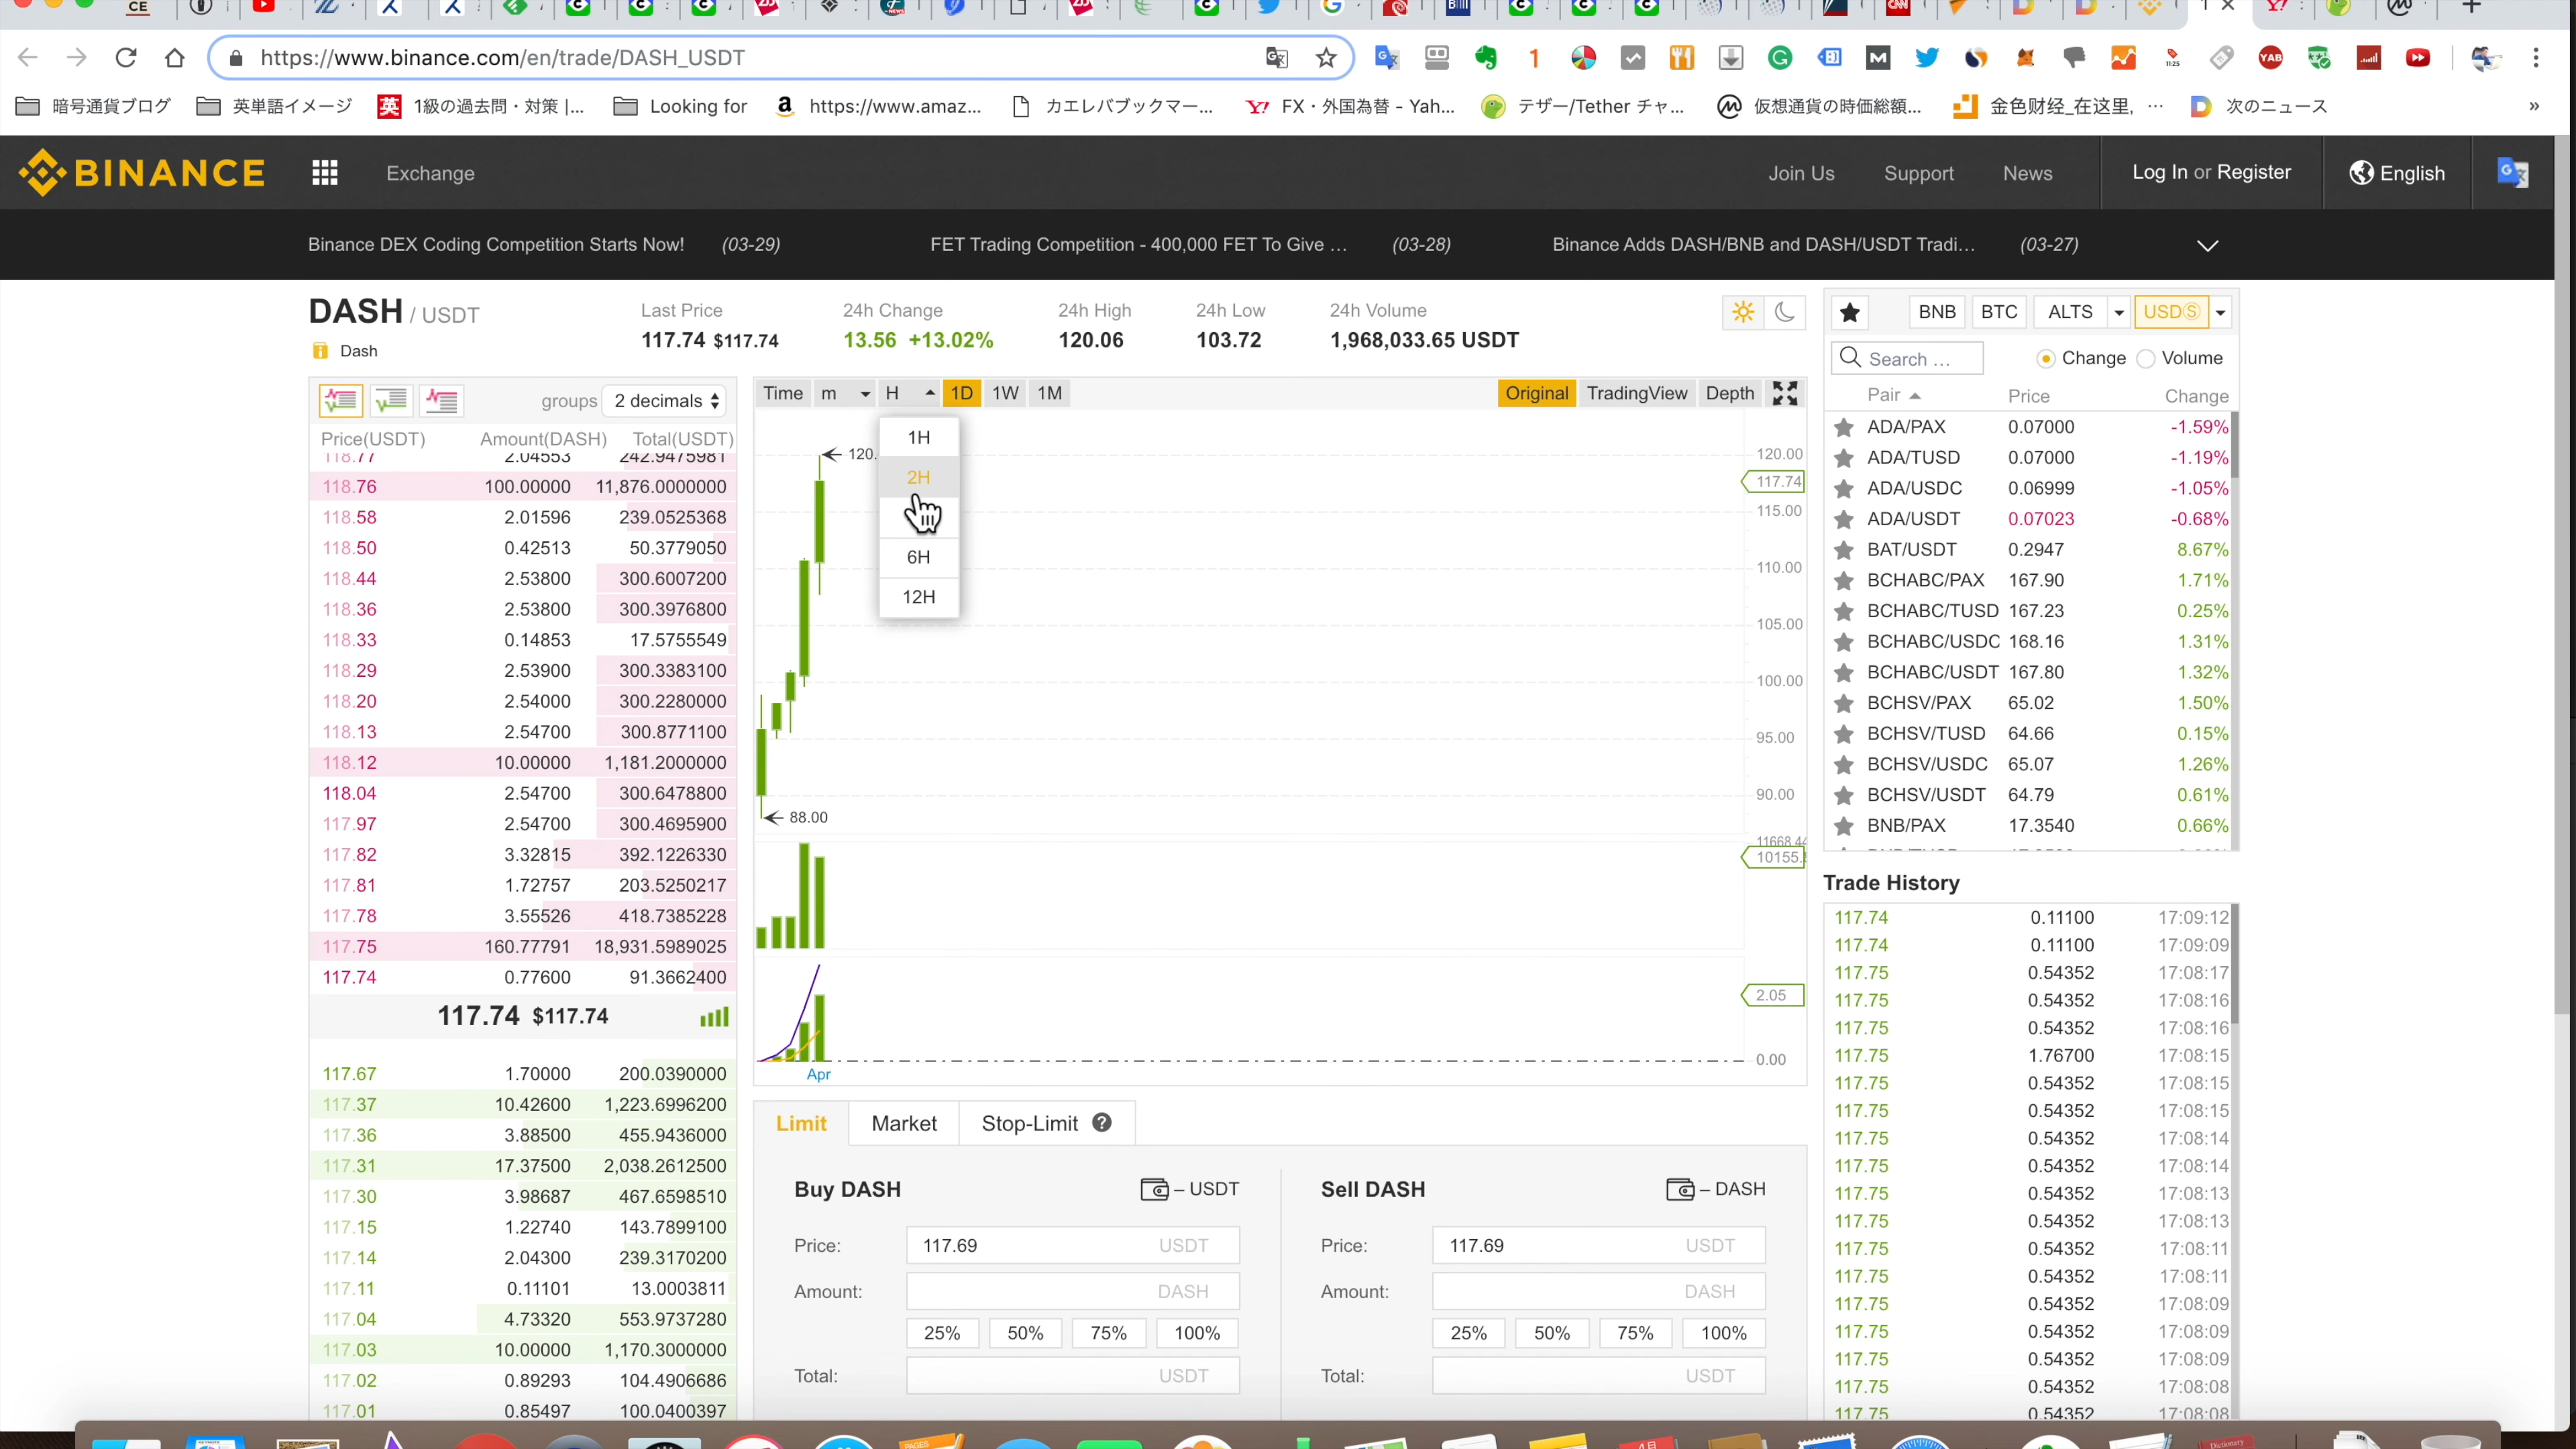 https://www.binance.com/en/trade/DASH_USDT
暗号通貨ブログ 英単語イメージ 1級の過去問・対策 |... Looking for https://www.amaz... カエレバブックマー... FX・外国為替 - Yah... テザー/Tether チャ... 仮想通貨の時価総額... 金色财经_在这里, ... 次のニュース »
BINANCE Exchange Join Us Support News Log In or Register English
Binance DEX Coding Competition Starts Now! (03-29) FET Trading Competition - 400,000 FET To Give ... (03-28) Binance Adds DASH/BNB and DASH/USDT Tradi... (03-27)
DASH / USDT
Dash
Last Price
117.74 $117.74
24h Change
13.56 +13.02%
24h High
120.06
24h Low
103.72
24h Volume
1,968,033.65 USDT
groups 2 decimals
Price(USDT) Amount(DASH) Total(USDT)
118.77 2.04553 242.9475981
118.76 100.00000 11,876.0000000
118.58 2.01596 239.0525368
118.50 0.42513 50.3779050
118.44 2.53800 300.6007200
118.36 2.53800 300.3976800
118.33 0.14853 17.5755549
118.29 2.53900 300.3383100
118.20 2.54000 300.2280000
118.13 2.54700 300.8771100
118.12 10.00000 1,181.2000000
118.04 2.54700 300.6478800
117.97 2.54700 300.4695900
117.82 3.32815 392.1226330
117.81 1.72757 203.5250217
117.78 3.55526 418.7385228
117.75 160.77791 18,931.5989025
117.74 0.77600 91.3662400
117.74 $117.74
117.67 1.70000 200.0390000
117.37 10.42600 1,223.6996200
117.36 3.88500 455.9436000
117.31 17.37500 2,038.2612500
117.30 3.98687 467.6598510
117.15 1.22740 143.7899100
117.14 2.04300 239.3170200
117.11 0.11101 13.0003811
117.04 4.73320 553.9737280
117.03 10.00000 1,170.3000000
117.02 0.89293 104.4906686
117.01 0.85497 100.0400397
Time m H 1D 1W 1M Original TradingView Depth
1H
2H
6H
12H
120.
88.00
120.00
117.74
115.00
110.00
105.00
100.00
95.00
90.00
11668.44
10155.
2.05
0.00
Apr
Limit Market Stop-Limit ?
Buy DASH – USDT
Price: 117.69 USDT
Amount: DASH
25% 50% 75% 100%
Total: USDT
Sell DASH – DASH
Price: 117.69 USDT
Amount: DASH
25% 50% 75% 100%
Total: USDT
BNB BTC ALTS USDⓈ
Search ... Change Volume
Pair Price Change
ADA/PAX 0.07000 -1.59%
ADA/TUSD 0.07000 -1.19%
ADA/USDC 0.06999 -1.05%
ADA/USDT 0.07023 -0.68%
BAT/USDT 0.2947 8.67%
BCHABC/PAX 167.90 1.71%
BCHABC/TUSD 167.23 0.25%
BCHABC/USDC 168.16 1.31%
BCHABC/USDT 167.80 1.32%
BCHSV/PAX 65.02 1.50%
BCHSV/TUSD 64.66 0.15%
BCHSV/USDC 65.07 1.26%
BCHSV/USDT 64.79 0.61%
BNB/PAX 17.3540 0.66%
Trade History
117.74 0.11100 17:09:12
117.74 0.11100 17:09:09
117.75 0.54352 17:08:17
117.75 0.54352 17:08:16
117.75 0.54352 17:08:16
117.75 1.76700 17:08:15
117.75 0.54352 17:08:15
117.75 0.54352 17:08:15
117.75 0.54352 17:08:14
117.75 0.54352 17:08:14
117.75 0.54352 17:08:13
117.75 0.54352 17:08:13
117.75 0.54352 17:08:11
117.75 0.54352 17:08:11
117.75 0.54352 17:08:09
117.75 0.54352 17:08:09
117.75 0.54352 17:08:09
117.75 0.54352 17:08:08
117.75 0.54352 17:08:08